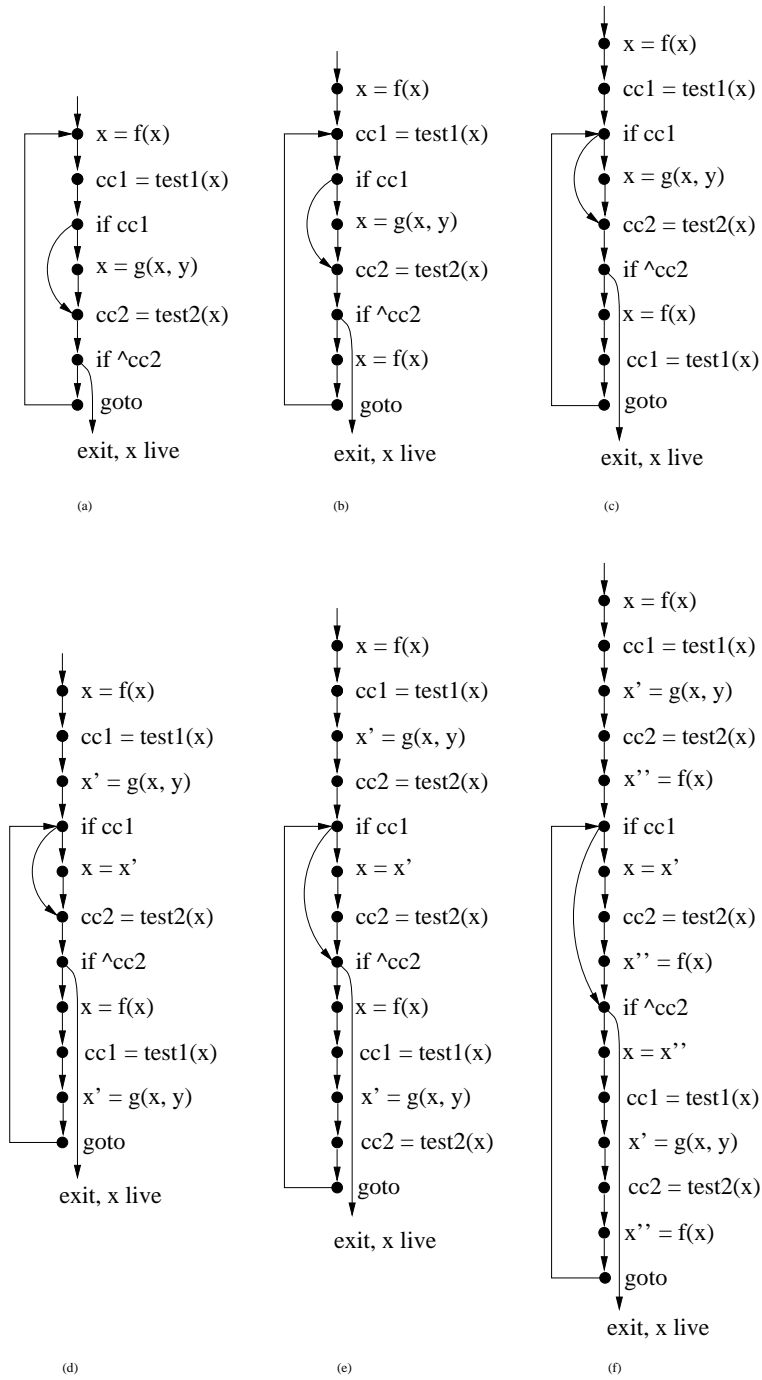 x = f(x)
cc1 = test1(x)
if cc1
x = g(x, y)
cc2 = test2(x)
if ^cc2
goto
exit, x live
(a)
x = f(x)
cc1 = test1(x)
if cc1
x = g(x, y)
cc2 = test2(x)
if ^cc2
x = f(x)
goto
exit, x live
(b)
x = f(x)
cc1 = test1(x)
if cc1
x = g(x, y)
cc2 = test2(x)
if ^cc2
x = f(x)
cc1 = test1(x)
goto
exit, x live
(c)
x = f(x)
cc1 = test1(x)
x' = g(x, y)
if cc1
x = x'
cc2 = test2(x)
if ^cc2
x = f(x)
cc1 = test1(x)
x' = g(x, y)
goto
exit, x live
(d)
x = f(x)
cc1 = test1(x)
x' = g(x, y)
cc2 = test2(x)
if cc1
x = x'
cc2 = test2(x)
if ^cc2
x = f(x)
cc1 = test1(x)
x' = g(x, y)
cc2 = test2(x)
goto
exit, x live
(e)
x = f(x)
cc1 = test1(x)
x' = g(x, y)
cc2 = test2(x)
x'' = f(x)
if cc1
x = x'
cc2 = test2(x)
x'' = f(x)
if ^cc2
x = x''
cc1 = test1(x)
x' = g(x, y)
cc2 = test2(x)
x'' = f(x)
goto
exit, x live
(f)